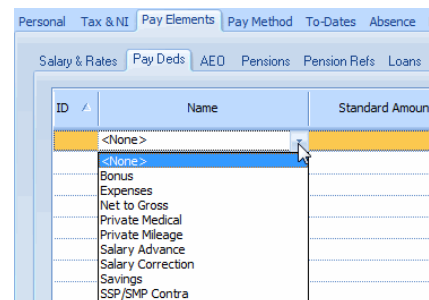 Personal Tax & NI Pay Elements Pay Method To-Dates Absence
Salary & Rates Pay Deds AEO Pensions Pension Refs Loans
ID Name Standard Amoun
<None>
<None>
Bonus
Expenses
Net to Gross
Private Medical
Private Mileage
Salary Advance
Salary Correction
Savings
SSP/SMP Contra